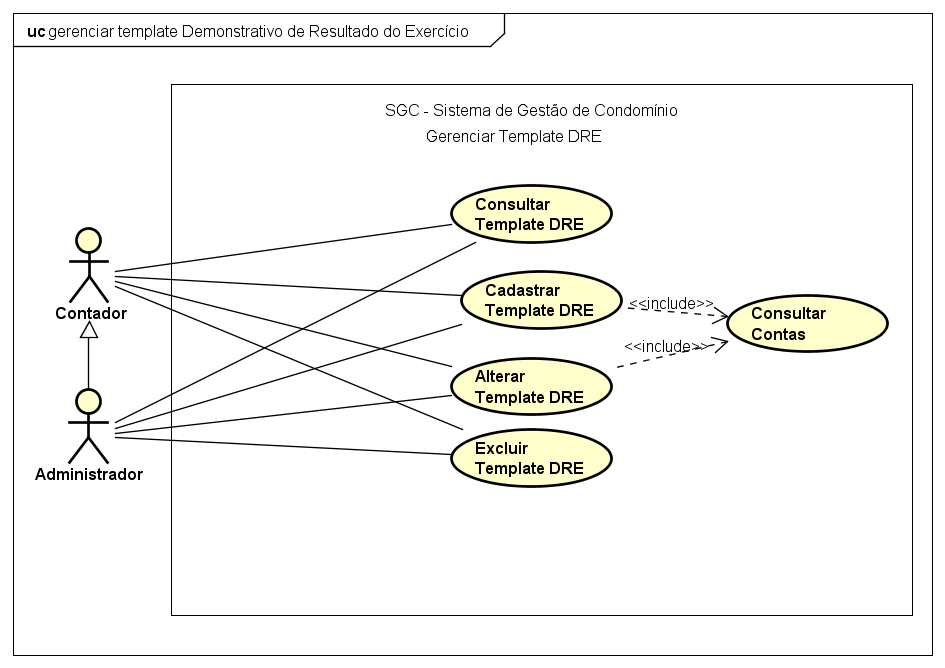 uc gerenciar template Demonstrativo de Resultado do Exercício
SGC - Sistema de Gestão de Condomínio
Gerenciar Template DRE
Consultar
Template DRE
Contador
Cadastrar
Template DRE
<<include>>
Consultar
Contas
<<include>>
Alterar
Template DRE
Administrador
Excluir
Template DRE